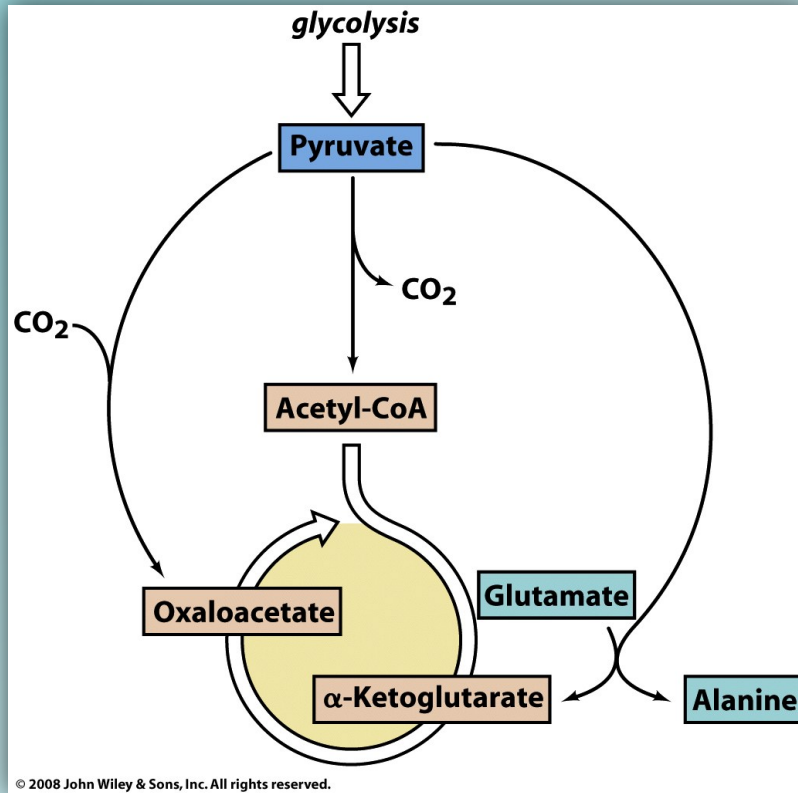 glycolysis
Pyruvate
CO2
CO2
Acetyl-CoA
Oxaloacetate
Glutamate
α-Ketoglutarate
Alanine
© 2008 John Wiley & Sons, Inc. All rights reserved.